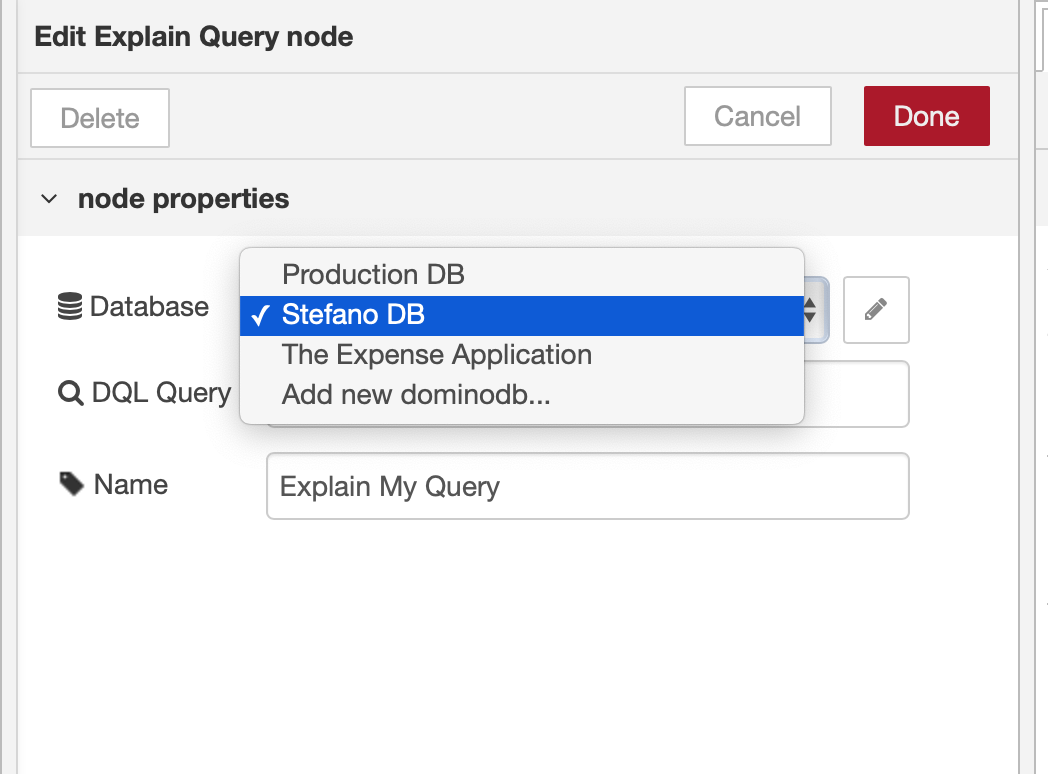 Edit Explain Query node
Delete
Cancel
Done
node properties
Database
Production DB
✓ Stefano DB
The Expense Application
Add new dominodb...
DQL Query
Name
Explain My Query